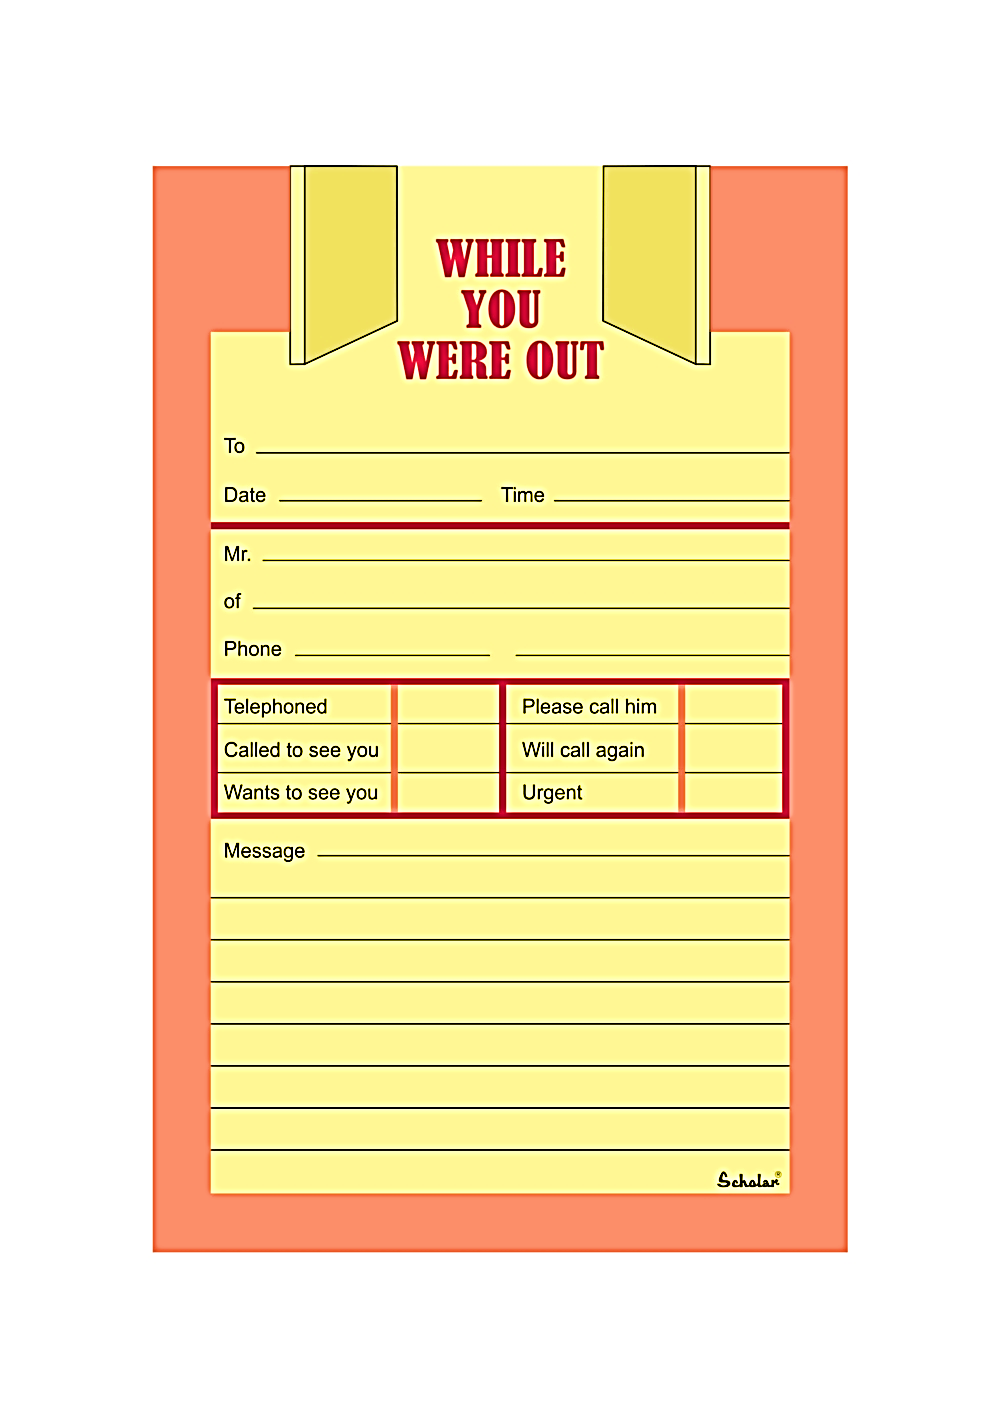 WHILE
YOU
WERE OUT
To
Date Time
Mr.
of
Phone
Telephoned Please call him
Called to see you Will call again
Wants to see you Urgent
Message
Scholar®